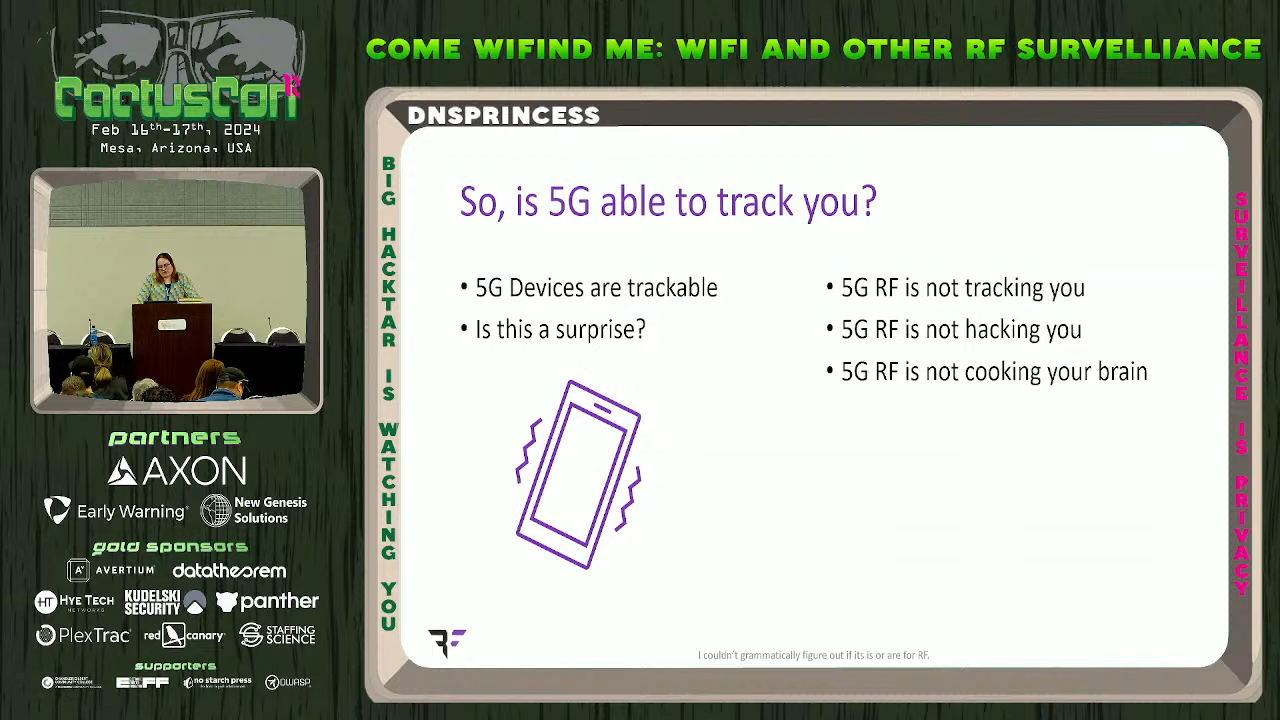 CactusCon
Feb 16th-17th, 2024
Mesa, Arizona, USA
partners
AXON
Early Warning
New Genesis
Solutions
gold sponsors
AVERTIUM
datatheorem
HYE TECH
NETWORKS
KUDELSKI
SECURITY
panther
PlexTrac
red canary
STAFFING
SCIENCE
supporters
EFF
no starch press
OWASP
COME WIFIND ME: WIFI AND OTHER RF SURVELLIANCE
DNSPRINCESS
BIG HACKTAR IS WATCHING YOU
So, is 5G able to track you?
• 5G Devices are trackable
• Is this a surprise?
• 5G RF is not tracking you
• 5G RF is not hacking you
• 5G RF is not cooking your brain
RF
I couldn't grammatically figure out if its is or are for RF.
SURVEILLANCE IS PRIVACY